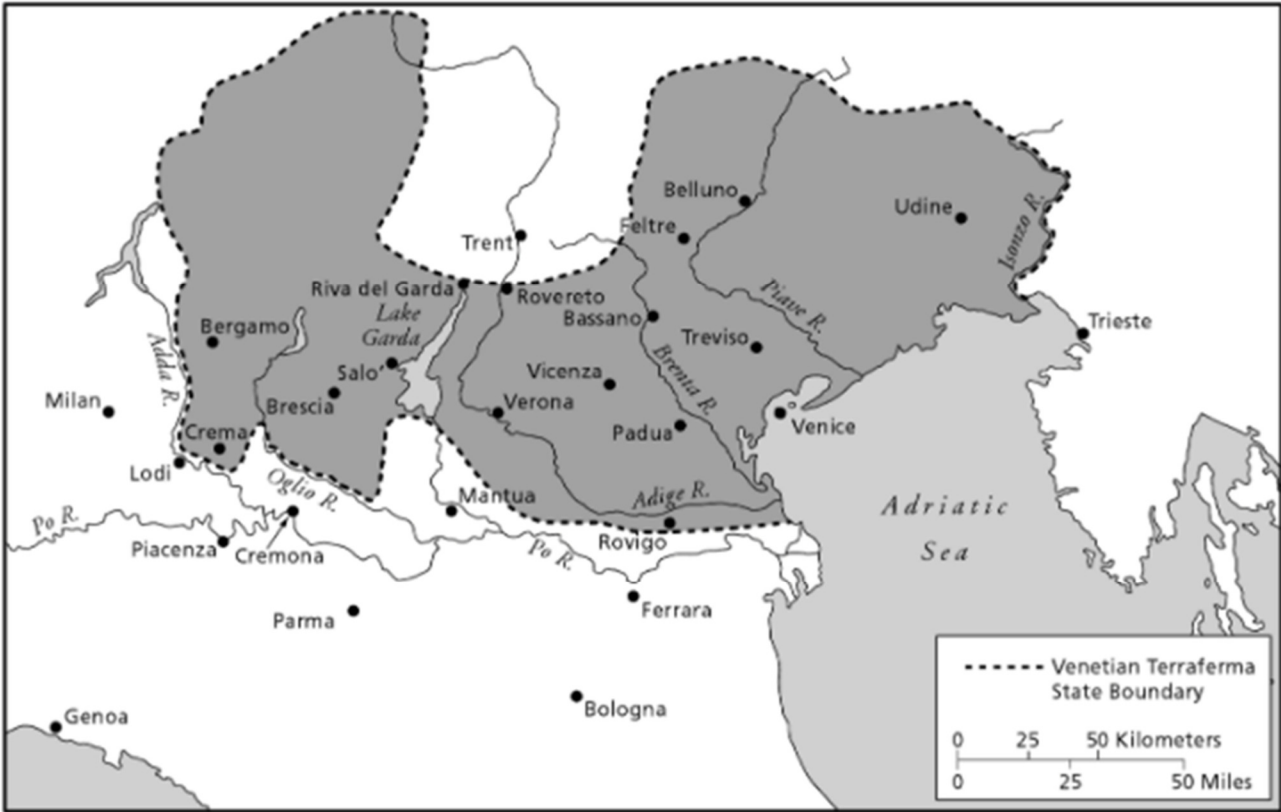 Belluno
Udine
Feltre
Trent
Isonzo R.
Riva del Garda
Rovereto
Lake
Garda
Bassano
Piave R.
Trieste
Bergamo
Treviso
Adda R.
Salo'
Vicenza
Brenta R.
Milan
Brescia
Verona
Venice
Crema
Padua
Lodi
Oglio R.
Mantua
Adige R.
Adriatic
Sea
Po R.
Piacenza
Cremona
Rovigo
Po R.
Ferrara
Parma
Bologna
Genoa
Venetian Terraferma
State Boundary
0 25 50 Kilometers
0 25 50 Miles